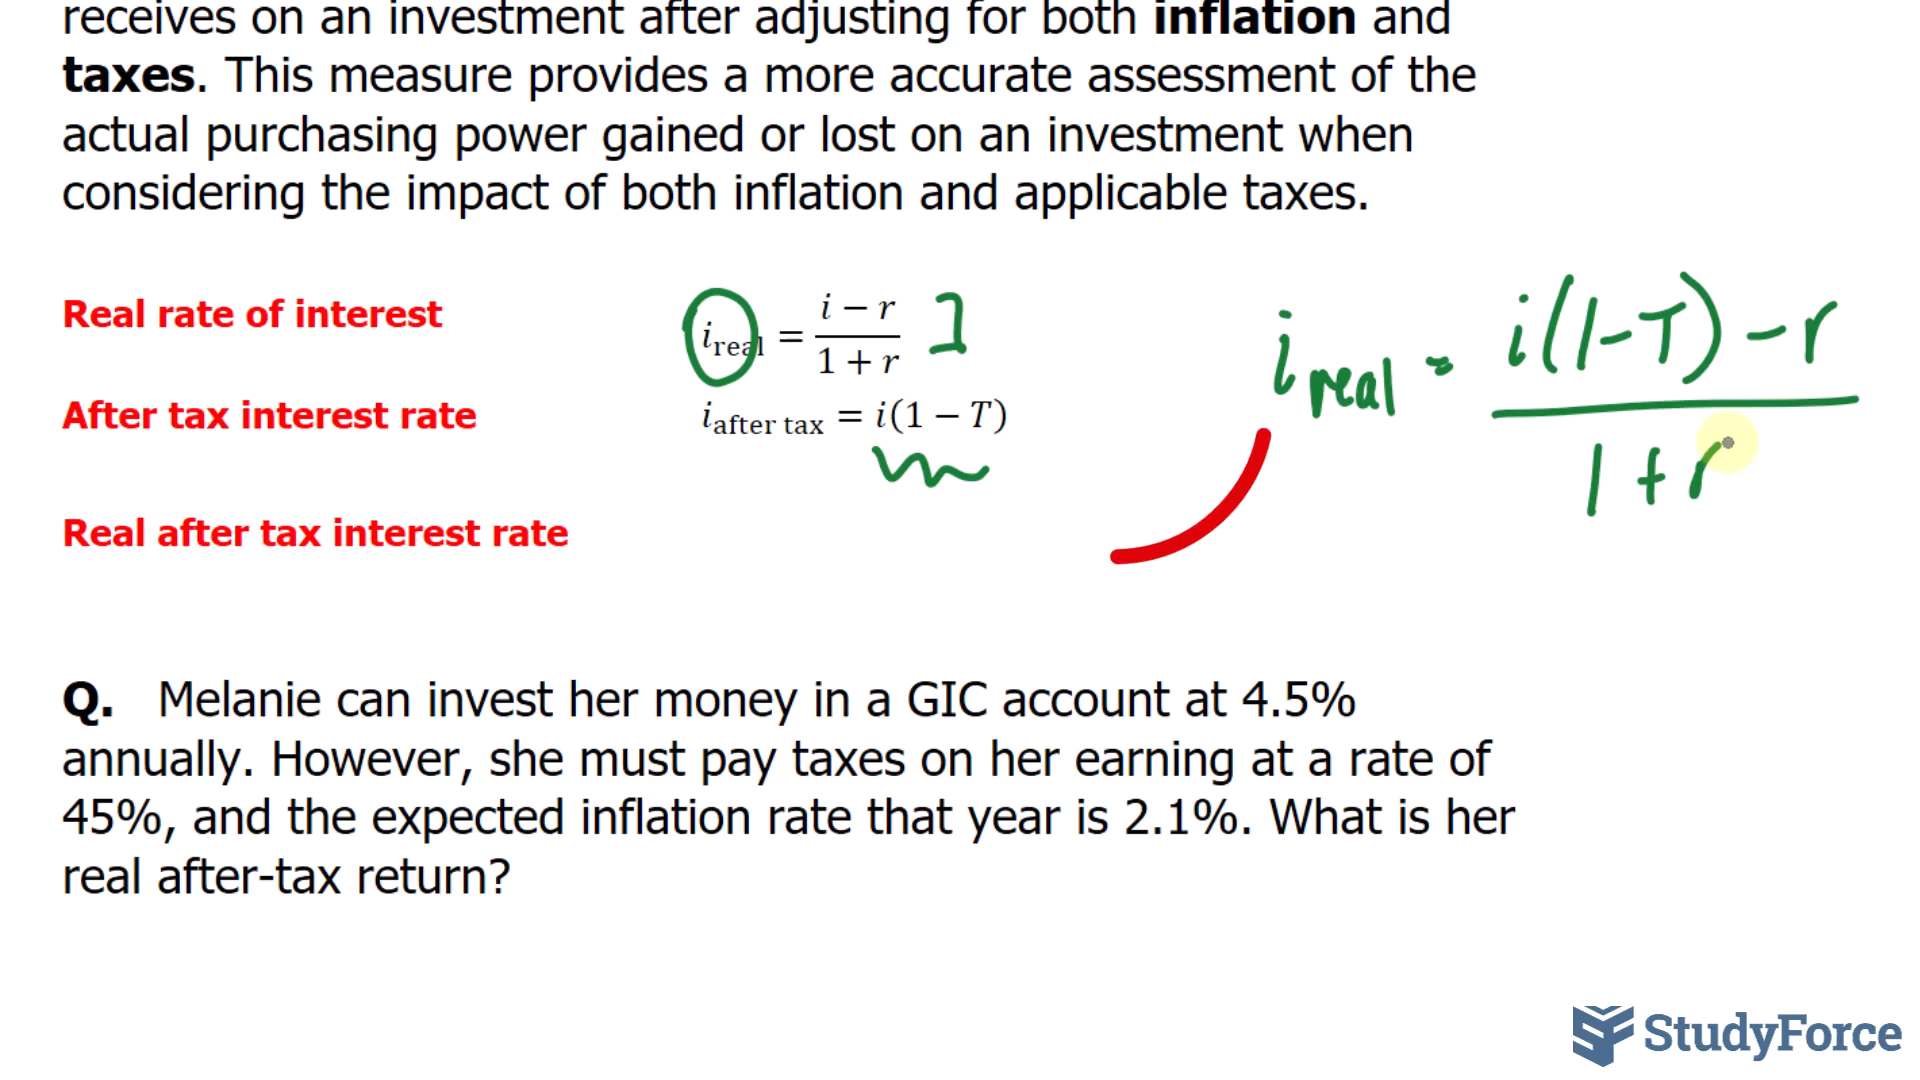 receives on an investment after adjusting for both inflation and
taxes. This measure provides a more accurate assessment of the
actual purchasing power gained or lost on an investment when
considering the impact of both inflation and applicable taxes.
Real rate of interest
i_real = (i − r)/(1 + r)
After tax interest rate
i_after tax = i(1 − T)
i_real = (i(1-T) - r)/(1 + r)
Real after tax interest rate
Q. Melanie can invest her money in a GIC account at 4.5%
annually. However, she must pay taxes on her earning at a rate of
45%, and the expected inflation rate that year is 2.1%. What is her
real after-tax return?
StudyForce